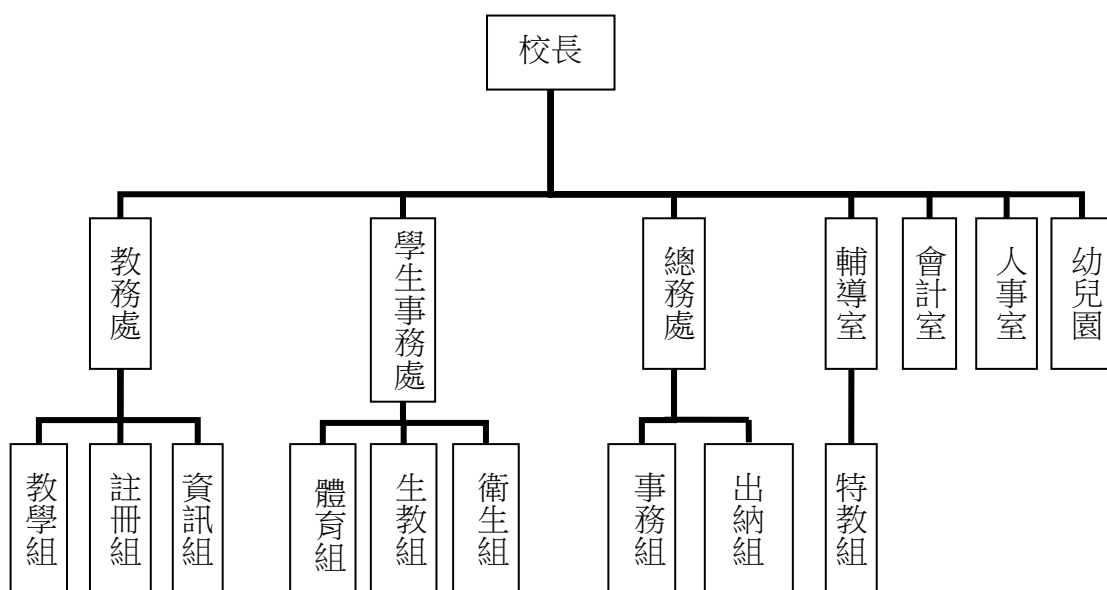 校長
教務處
學生事務處
總務處
輔導室
會計室
人事室
幼兒園
教學組
註冊組
資訊組
體育組
生教組
衛生組
事務組
出納組
特教組